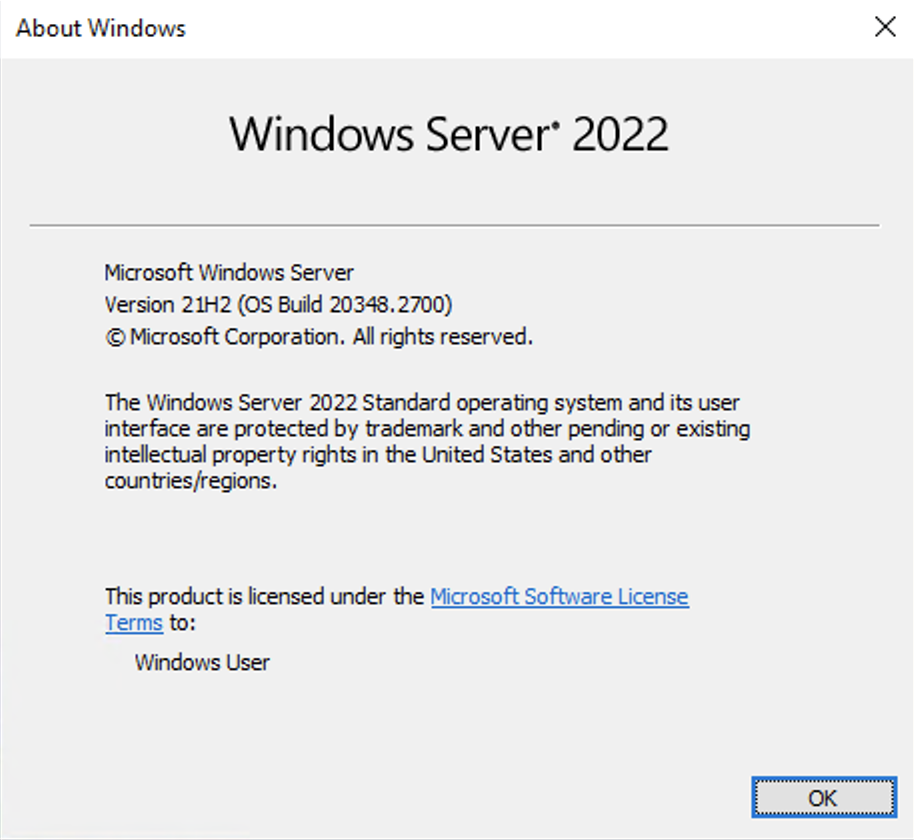 About Windows
Windows Server® 2022
Microsoft Windows Server
Version 21H2 (OS Build 20348.2700)
© Microsoft Corporation. All rights reserved.
The Windows Server 2022 Standard operating system and its user
interface are protected by trademark and other pending or existing
intellectual property rights in the United States and other
countries/regions.
This product is licensed under the Microsoft Software License
Terms to:
Windows User
OK